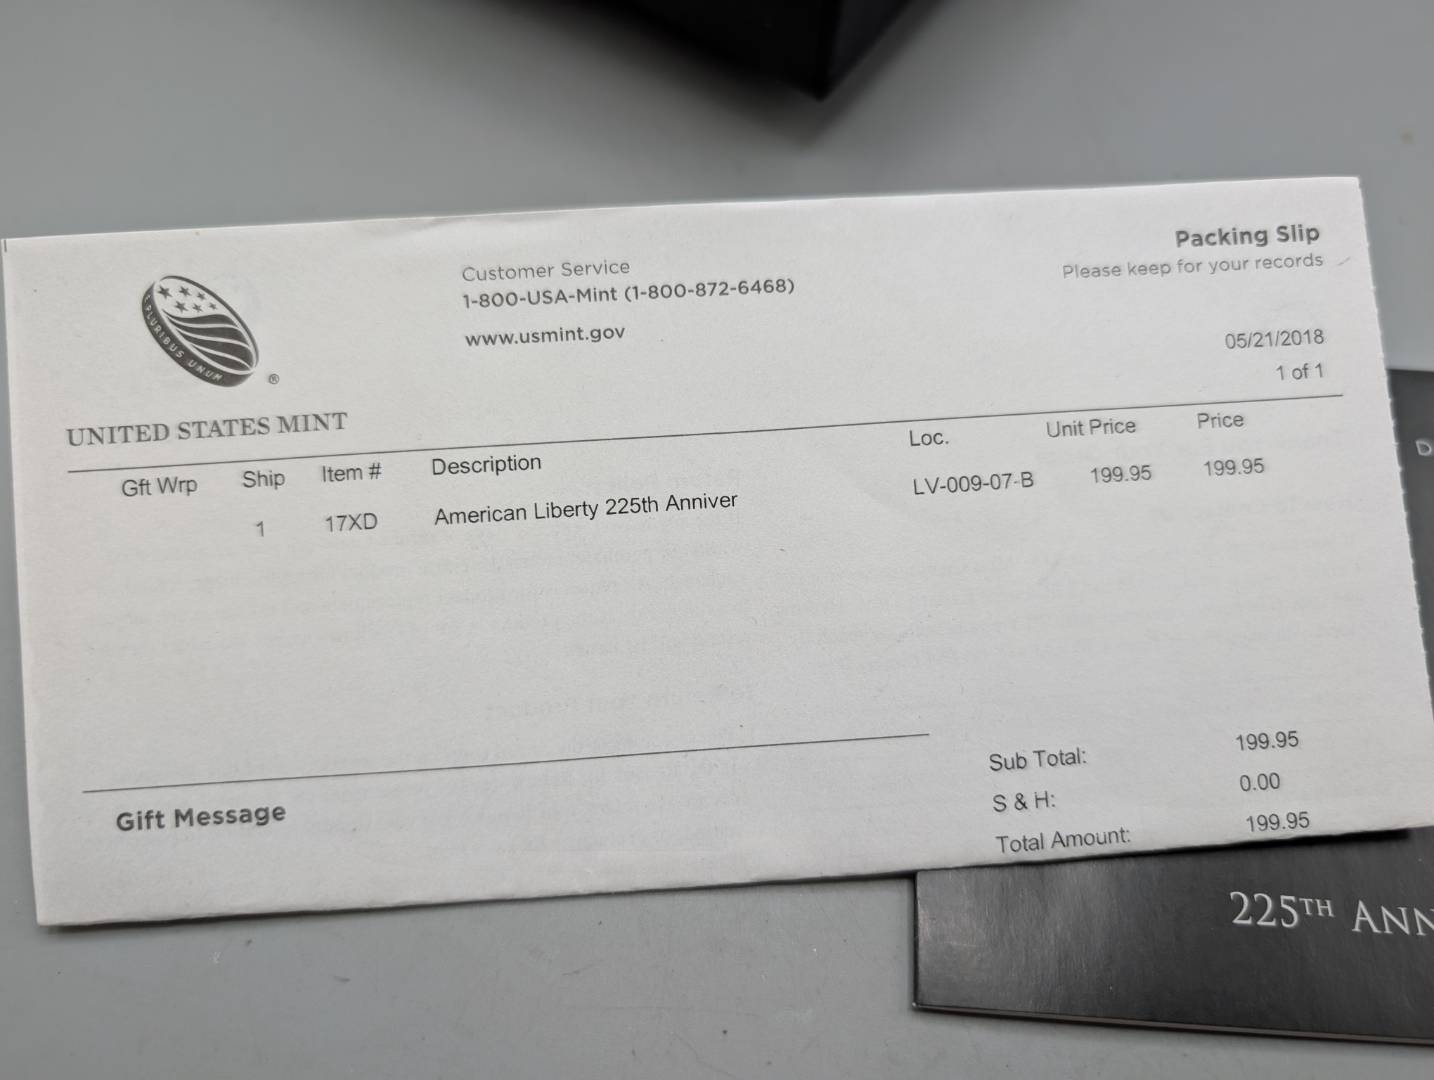 Packing Slip
Please keep for your records
Customer Service
1-800-USA-Mint (1-800-872-6468)
www.usmint.gov
PLURIBUS UNUM
®
UNITED STATES MINT
05/21/2018
1 of 1
Gft Wrp Ship Item # Description Loc. Unit Price Price
1 17XD American Liberty 225th Anniver LV-009-07-B 199.95 199.95
Sub Total: 199.95
S & H: 0.00
Total Amount: 199.95
Gift Message
D
225TH ANN